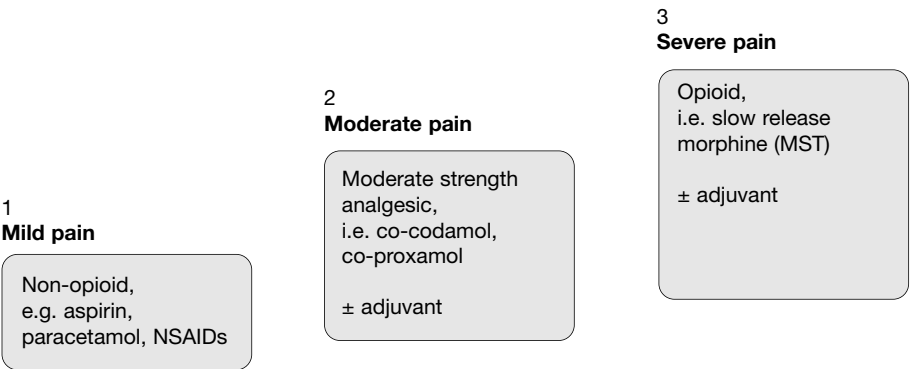 1
Mild pain
Non-opioid,
e.g. aspirin,
paracetamol, NSAIDs
2
Moderate pain
Moderate strength
analgesic,
i.e. co-codamol,
co-proxamol
± adjuvant
3
Severe pain
Opioid,
i.e. slow release
morphine (MST)
± adjuvant